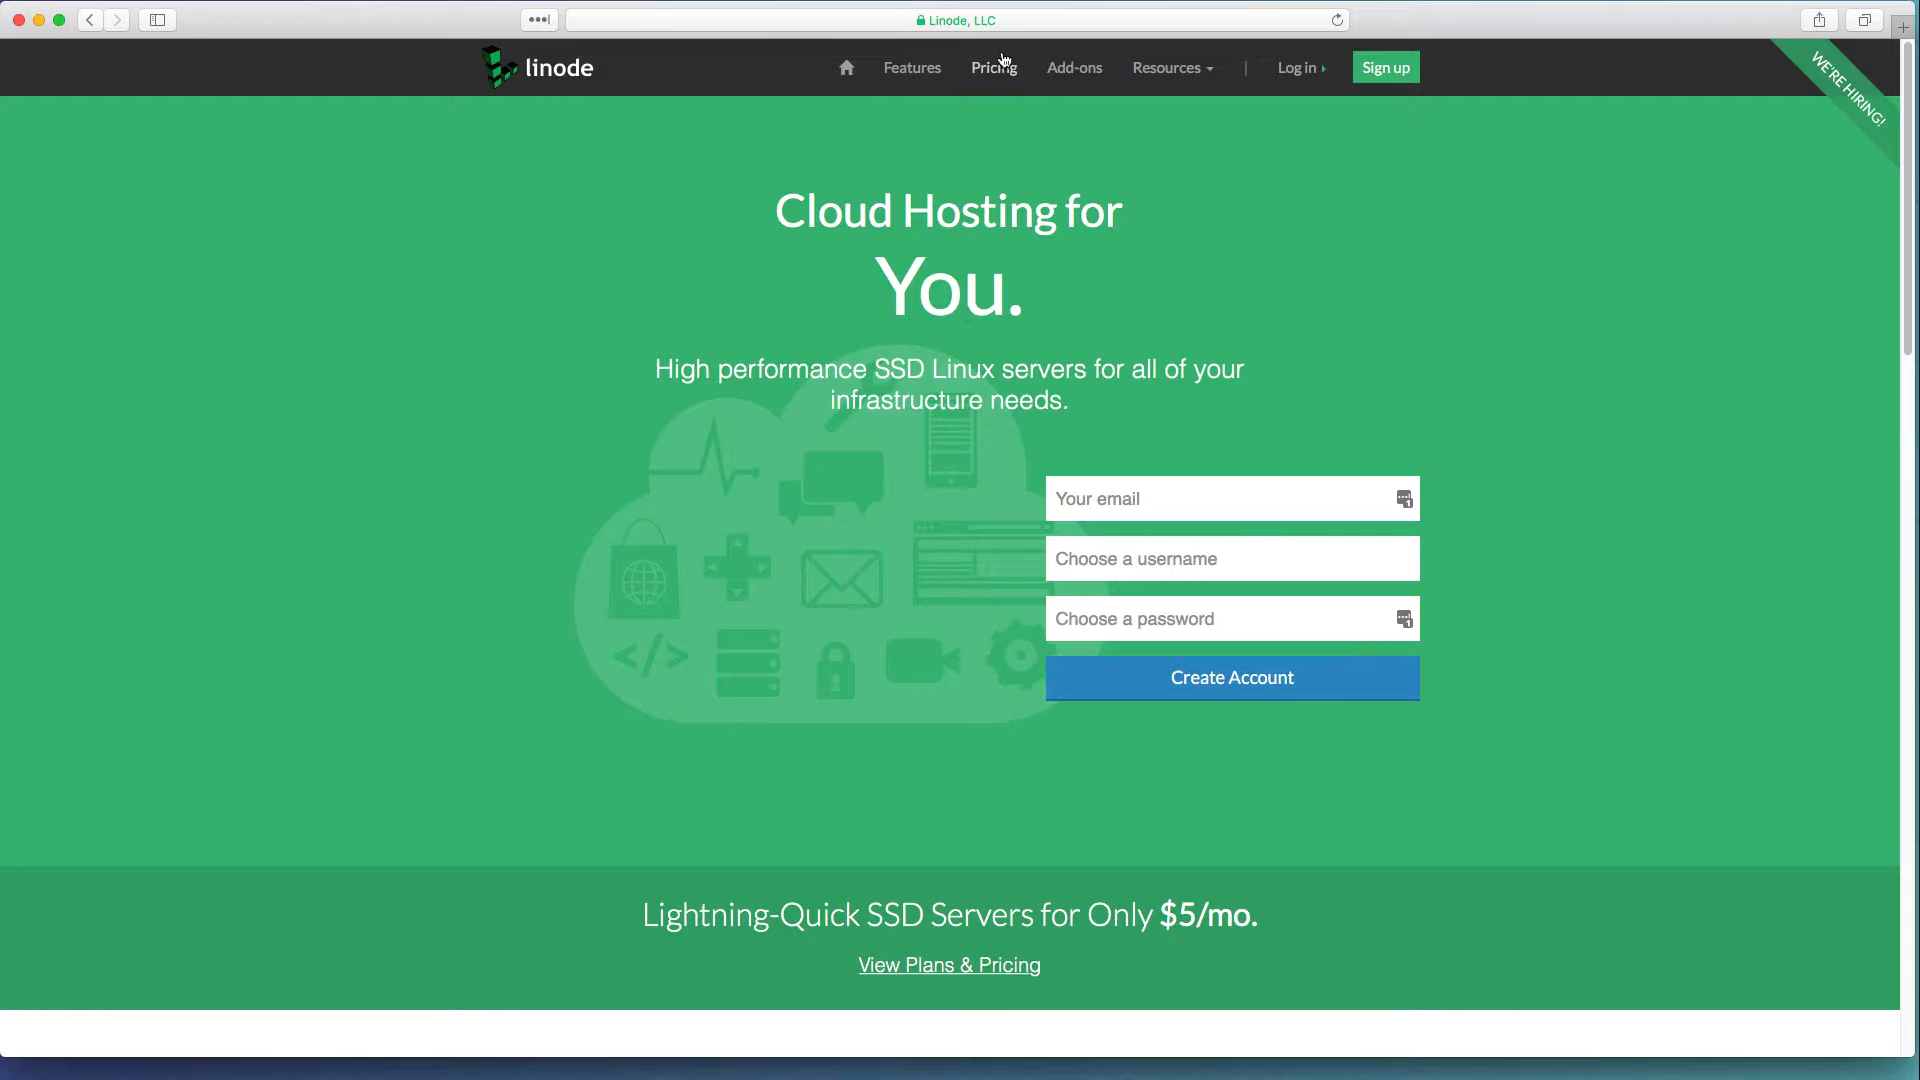 Linode, LLC
linode
Features Pricing Add-ons Resources | Log in Sign up
WE'RE HIRING!
Cloud Hosting for
You.
High performance SSD Linux servers for all of your
infrastructure needs.
Your email
Choose a username
Choose a password
Create Account
Lightning-Quick SSD Servers for Only $5/mo.
View Plans & Pricing